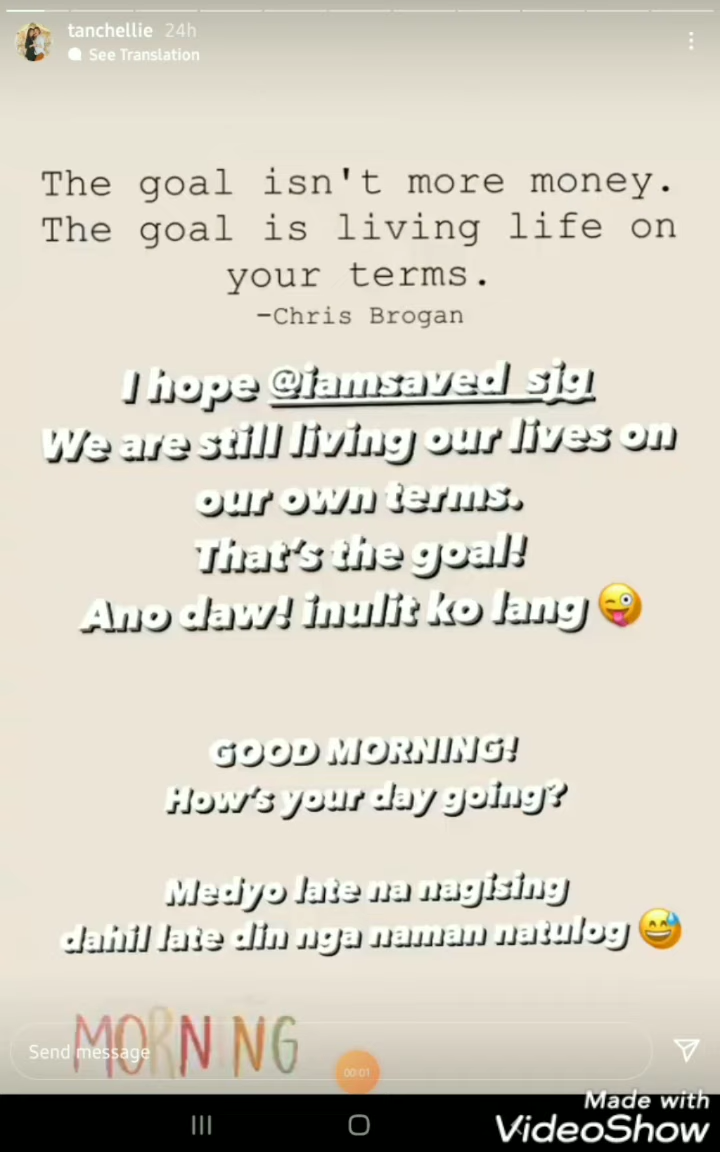 tanchellie 24h
See Translation
The goal isn't more money.
The goal is living life on
your terms.
-Chris Brogan
I hope @iamsaved_sjg
We are still living our lives on
our own terms.
That's the goal!
Ano daw! inulit ko lang 😜
GOOD MORNING!
How's your day going?
Medyo late na nagising
dahil late din nga naman natulog 😅
MORNING
Send message
00:01
Made with
VideoShow